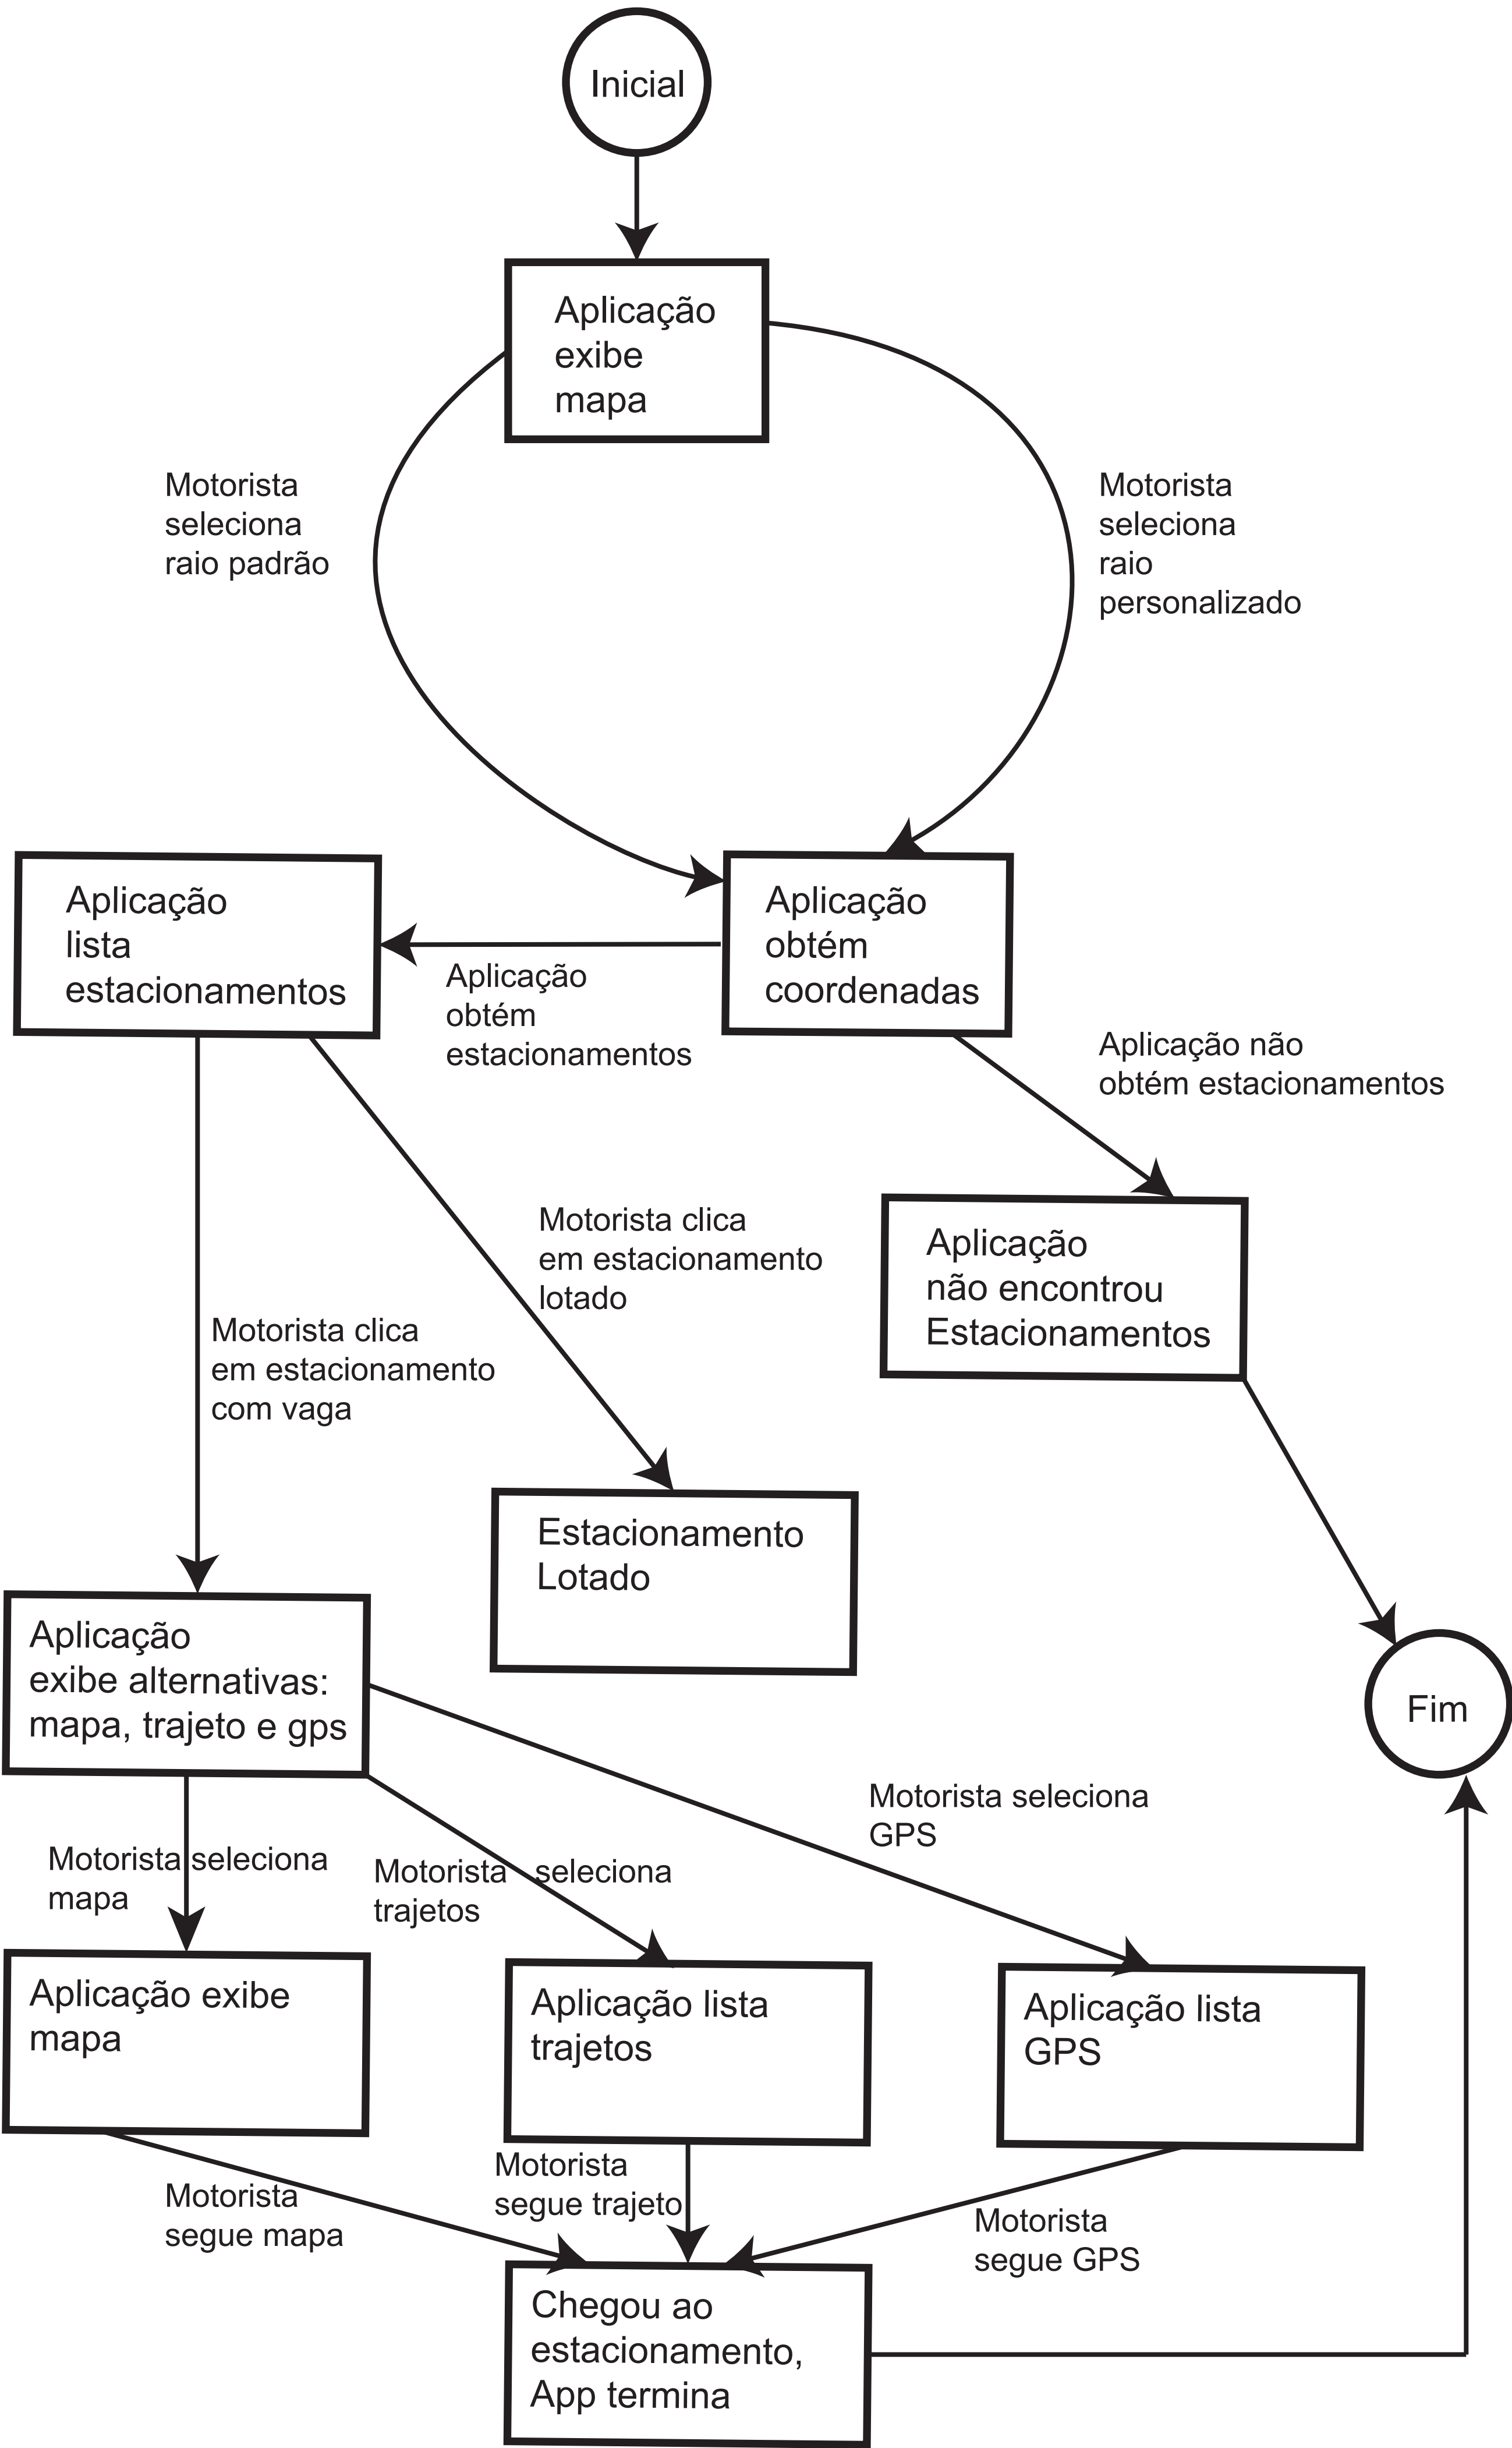 Inicial
Aplicação
exibe
mapa
Motorista
seleciona
raio padrão
Motorista
seleciona
raio
personalizado
Aplicação
lista
estacionamentos
Aplicação
obtém
estacionamentos
Aplicação
obtém
coordenadas
Aplicação não
obtém estacionamentos
Motorista clica
em estacionamento
lotado
Aplicação
não encontrou
Estacionamentos
Motorista clica
em estacionamento
com vaga
Estacionamento
Lotado
Aplicação
exibe alternativas:
mapa, trajeto e gps
Fim
Motorista seleciona
GPS
Motorista seleciona
mapa
Motorista seleciona
trajetos
Aplicação exibe
mapa
Aplicação lista
trajetos
Aplicação lista
GPS
Motorista
segue mapa
Motorista
segue trajeto
Motorista
segue GPS
Chegou ao
estacionamento,
App termina